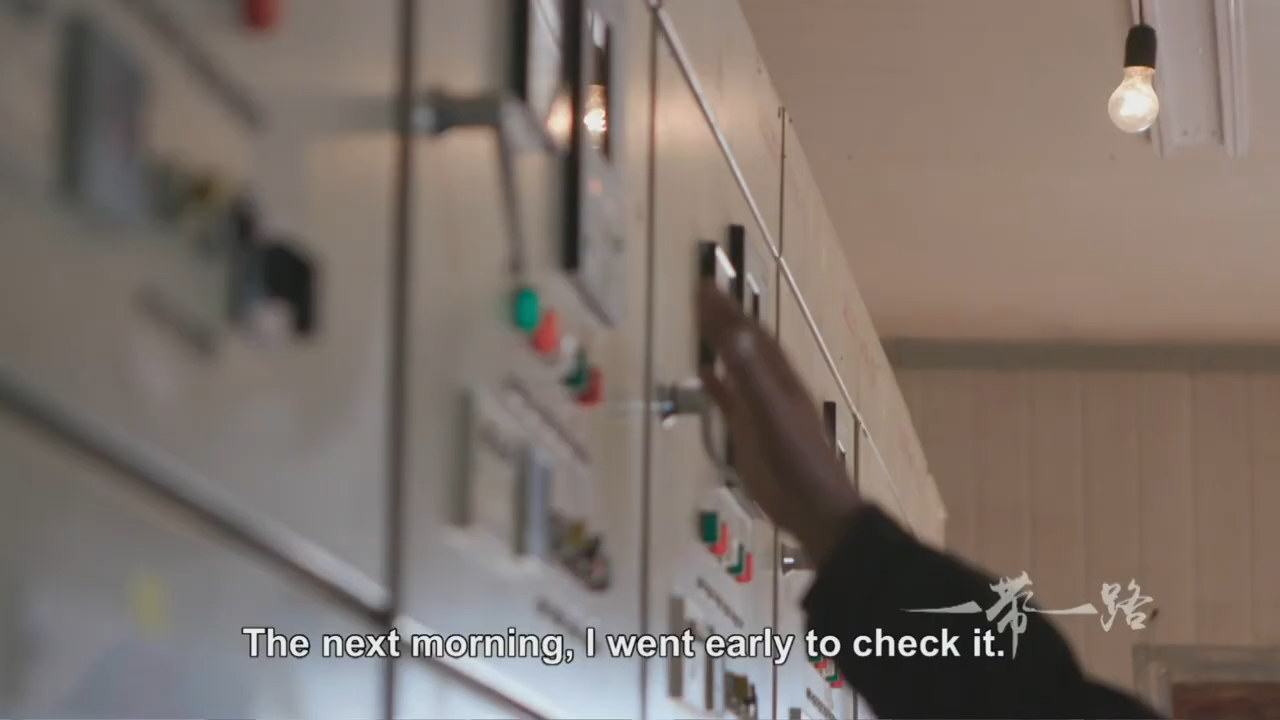 一带一路
The next morning, I went early to check it.